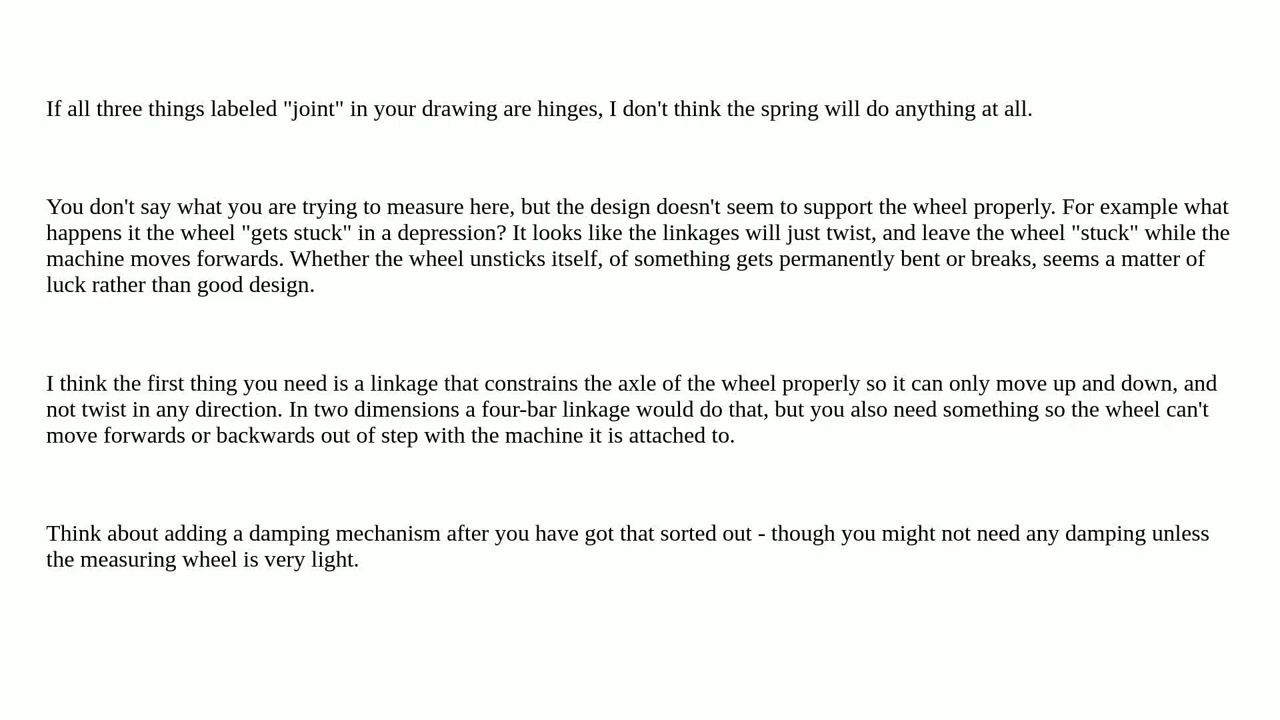 If all three things labeled "joint" in your drawing are hinges, I don't think the spring will do anything at all.
You don't say what you are trying to measure here, but the design doesn't seem to support the wheel properly. For example what
happens it the wheel "gets stuck" in a depression? It looks like the linkages will just twist, and leave the wheel "stuck" while the
machine moves forwards. Whether the wheel unsticks itself, of something gets permanently bent or breaks, seems a matter of
luck rather than good design.
I think the first thing you need is a linkage that constrains the axle of the wheel properly so it can only move up and down, and
not twist in any direction. In two dimensions a four-bar linkage would do that, but you also need something so the wheel can't
move forwards or backwards out of step with the machine it is attached to.
Think about adding a damping mechanism after you have got that sorted out - though you might not need any damping unless
the measuring wheel is very light.